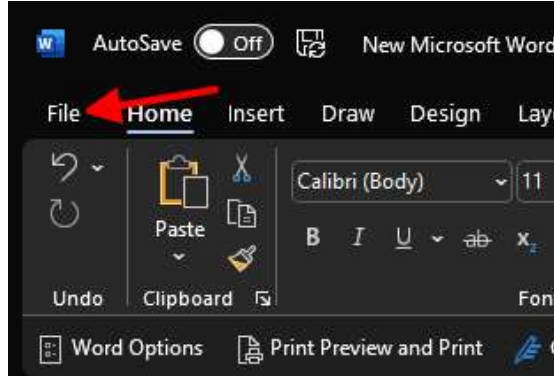 W AutoSave Off New Microsoft Word
File Home Insert Draw Design
Calibri (Body) 11
Paste B I U ab x₂
Undo Clipboard
Word Options Print Preview and Print